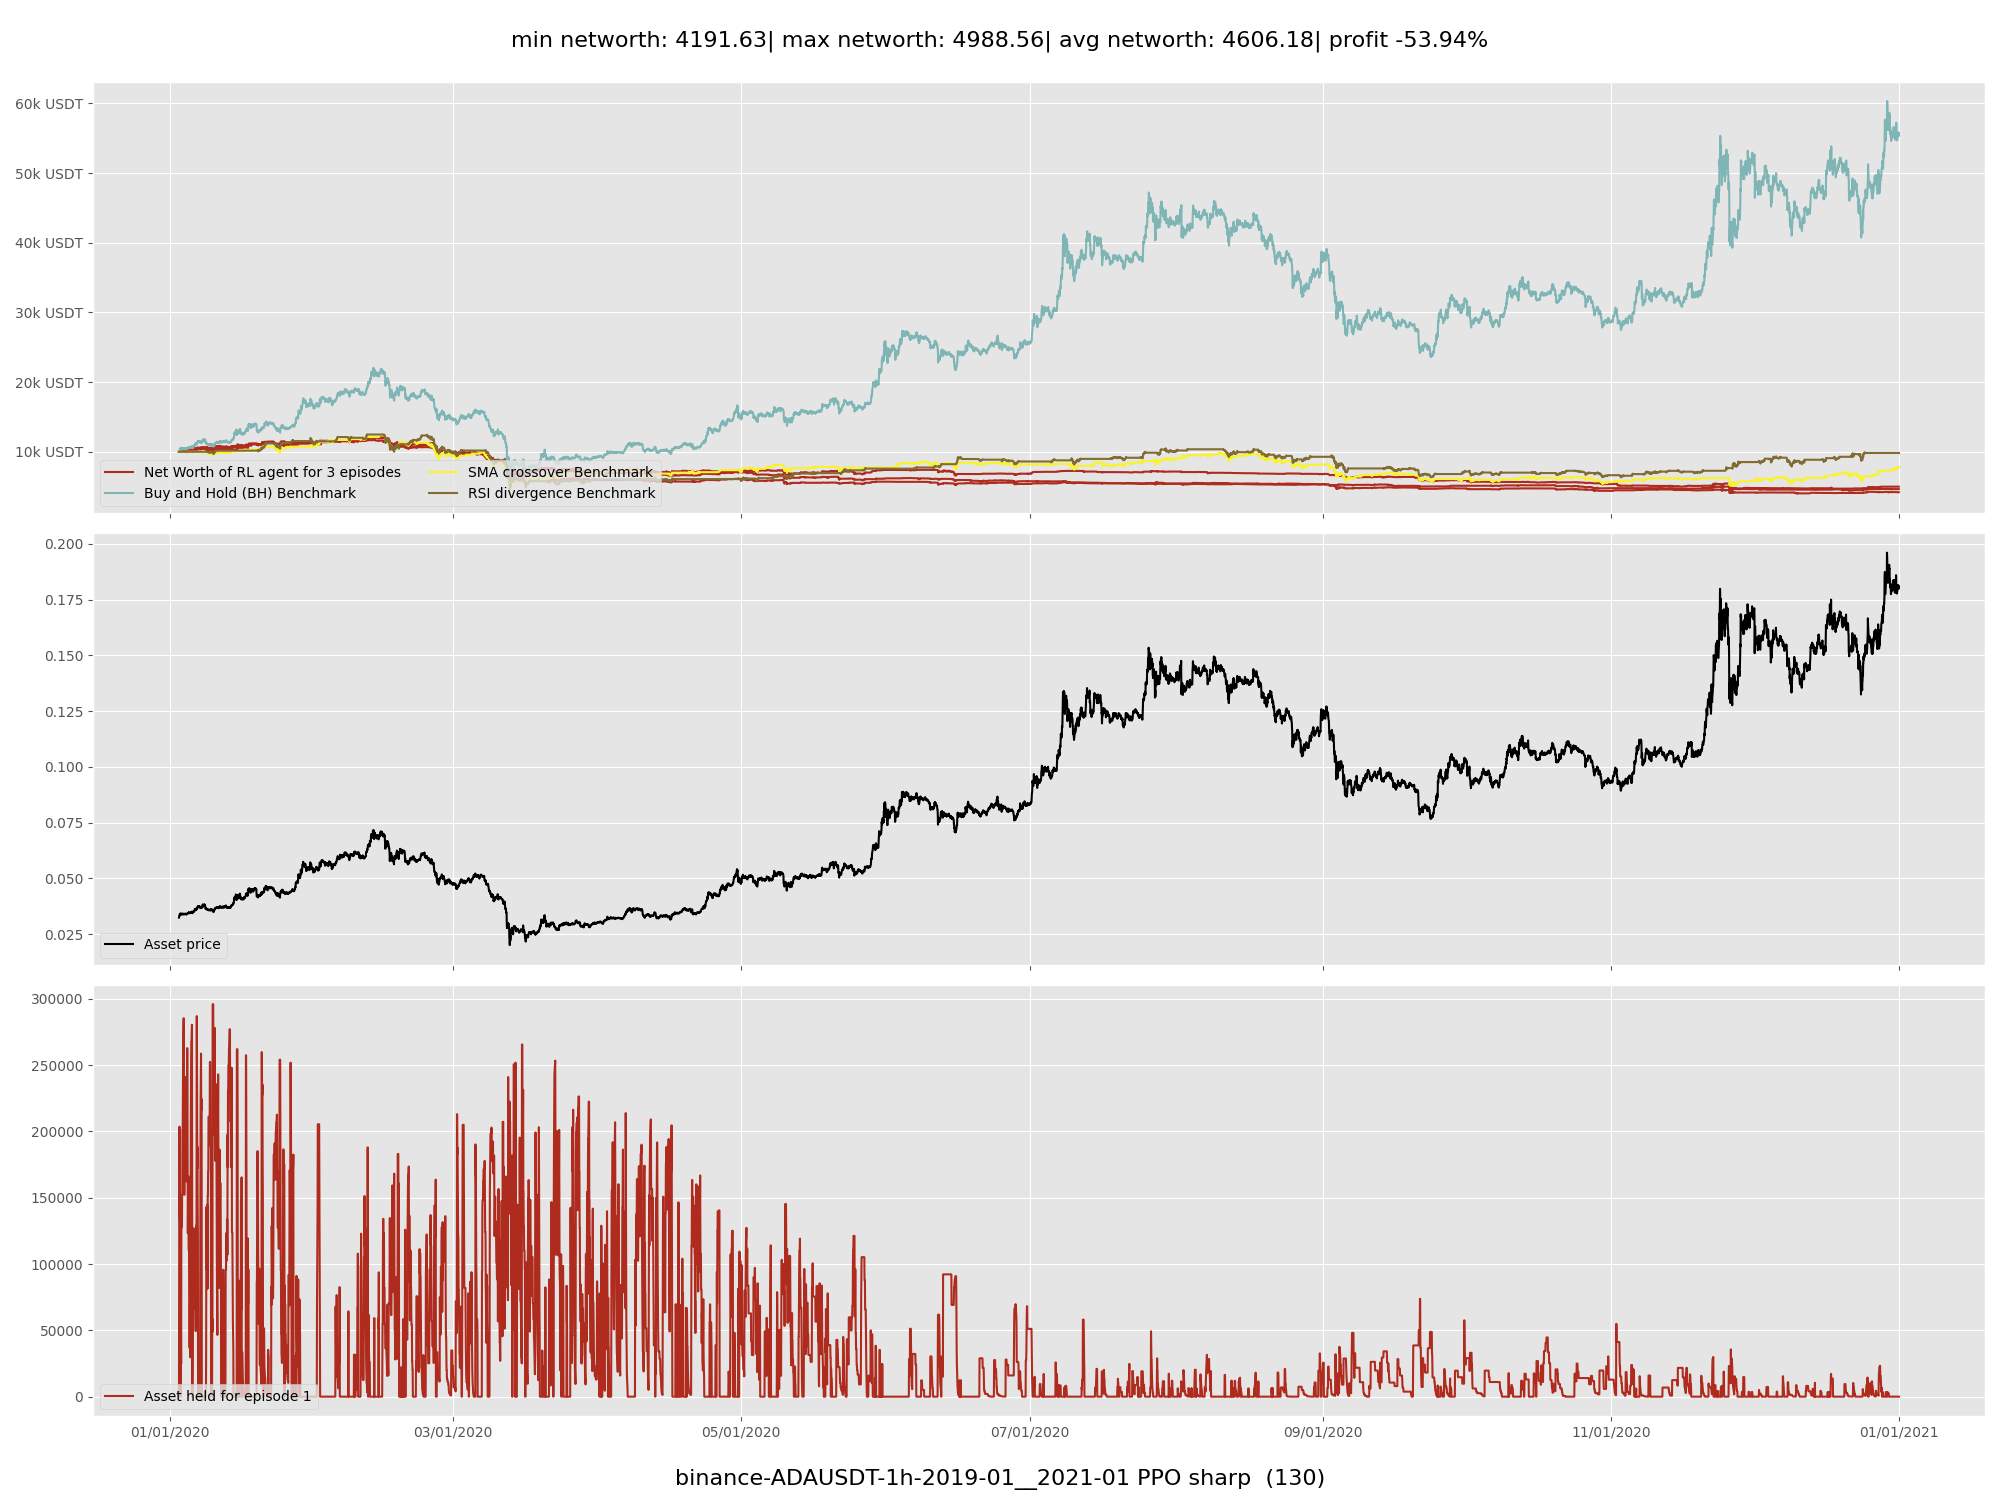 min networth: 4191.63| max networth: 4988.56| avg networth: 4606.18| profit -53.94%
60k USDT
50k USDT
40k USDT
30k USDT
20k USDT
10k USDT
Net Worth of RL agent for 3 episodes
Buy and Hold (BH) Benchmark
SMA crossover Benchmark
RSI divergence Benchmark
0.200
0.175
0.150
0.125
0.100
0.075
0.050
0.025
Asset price
300000
250000
200000
150000
100000
50000
0
Asset held for episode 1
01/01/2020
03/01/2020
05/01/2020
07/01/2020
09/01/2020
11/01/2020
01/01/2021
binance-ADAUSDT-1h-2019-01__2021-01 PPO sharp  (130)